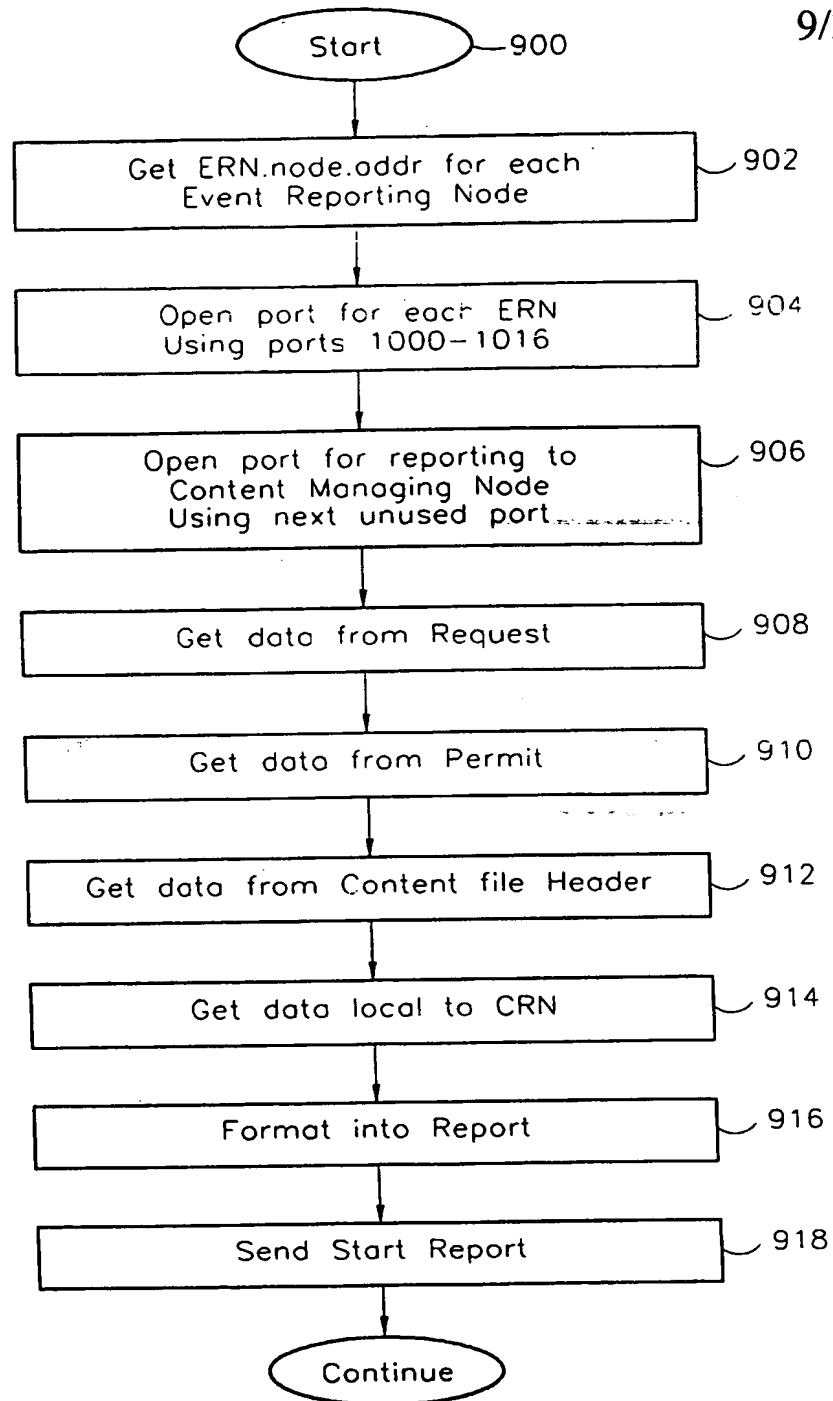 9/
Start
900
Get ERN.node.addr for each
Event Reporting Node
902
Open port for each ERN
Using ports 1000-1016
904
Open port for reporting to
Content Managing Node
Using next unused port
906
Get data from Request
908
Get data from Permit
910
Get data from Content file Header
912
Get data local to CRN
914
Format into Report
916
Send Start Report
918
Continue